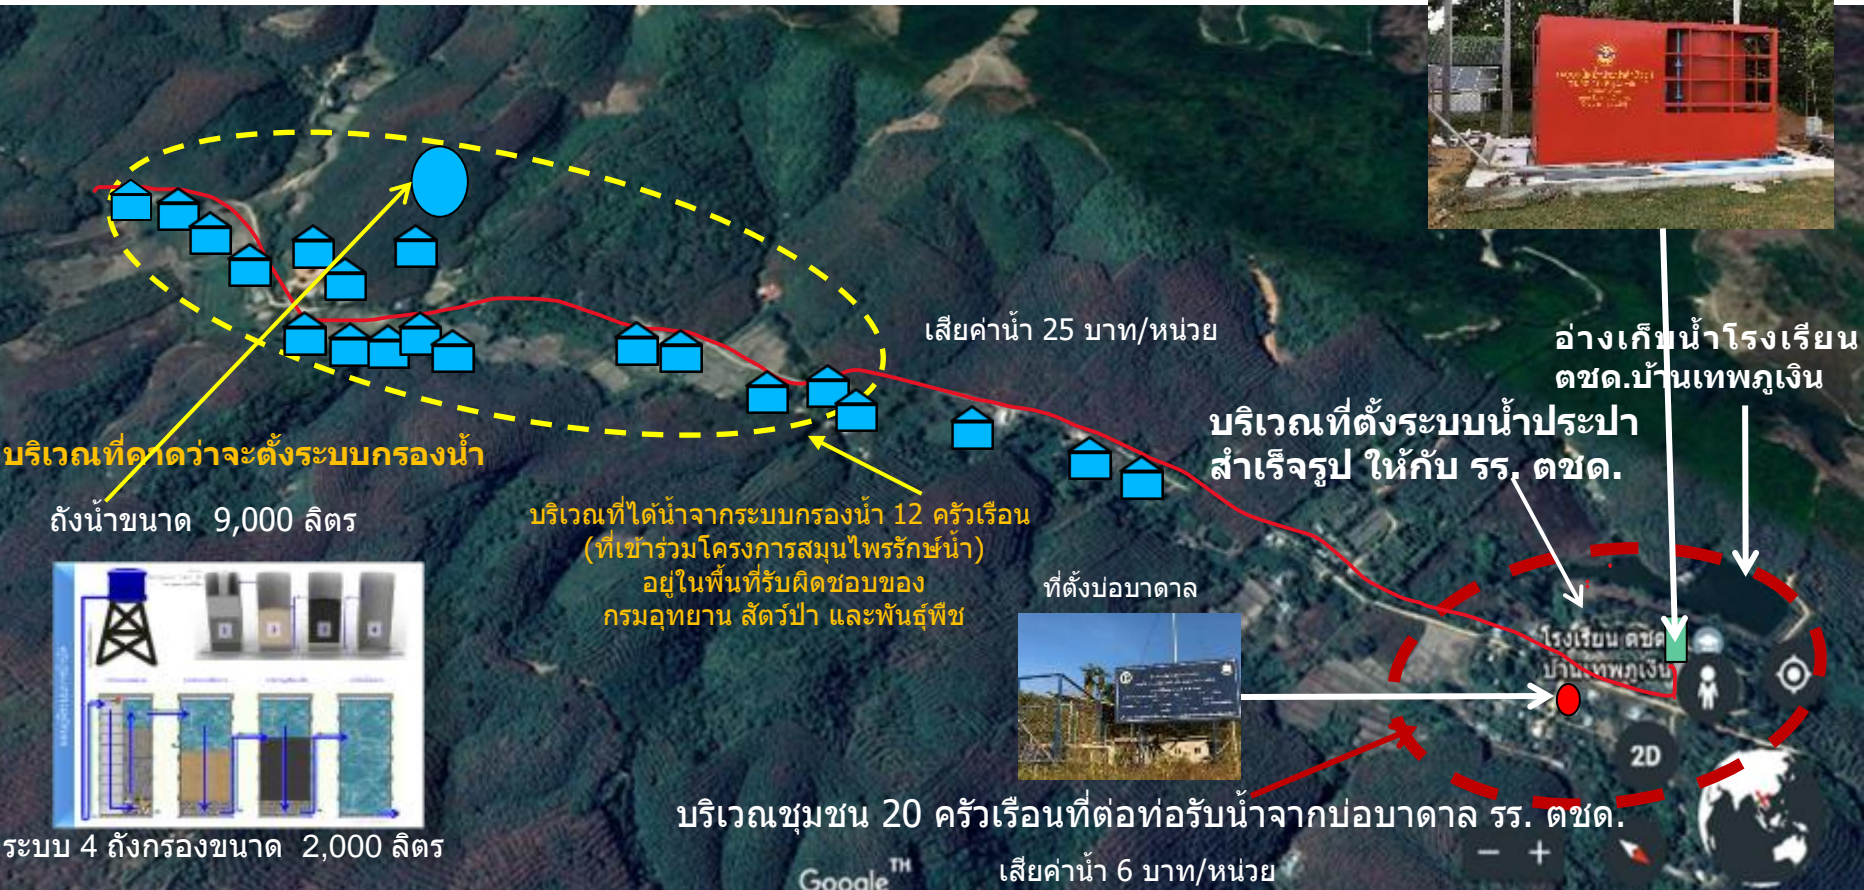 เสียค่าน้ำ 25 บาท/หน่วย
อ่างเก็บน้ำโรงเรียน
ตชด.บ้านเทพภูเงิน
บริเวณที่ตั้งระบบน้ำประปา
สำเร็จรูป ให้กับ รร. ตชด.
บริเวณที่คาดว่าจะตั้งระบบกรองน้ำ
ถังน้ำขนาด 9,000 ลิตร
บริเวณที่ได้น้ำจากระบบกรองน้ำ 12 ครัวเรือน
(ที่เข้าร่วมโครงการสมุนไพรรักษ์น้ำ)
อยู่ในพื้นที่รับผิดชอบของ
กรมอุทยาน สัตว์ป่า และพันธุ์พืช
ที่ตั้งบ่อบาดาล
โรงเรียน ตชด
บ้านเทพภูเงิน
1 2 3 4
2D
บริเวณชุมชน 20 ครัวเรือนที่ต่อท่อรับน้ำจากบ่อบาดาล รร. ตชด.
ระบบ 4 ถังกรองขนาด 2,000 ลิตร
เสียค่าน้ำ 6 บาท/หน่วย
Google TH